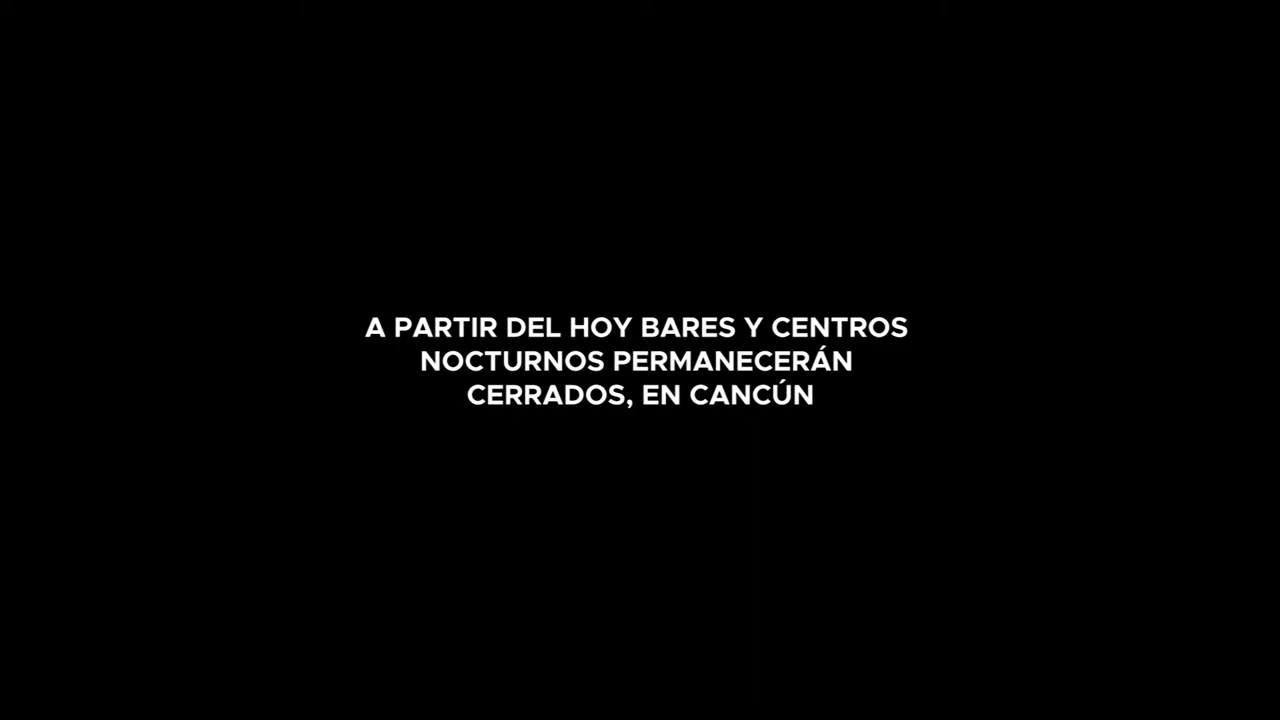 A PARTIR DEL HOY BARES Y CENTROS
NOCTURNOS PERMANECERÁN
CERRADOS, EN CANCÚN